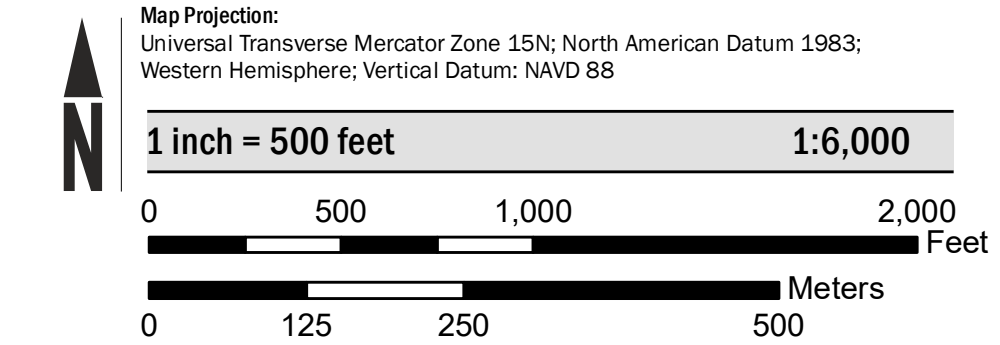 Map Projection:
Universal Transverse Mercator Zone 15N; North American Datum 1983;
Western Hemisphere; Vertical Datum: NAVD 88
N
1 inch = 500 feet 1:6,000
0 500 1,000 2,000
Feet
Meters
0 125 250 500